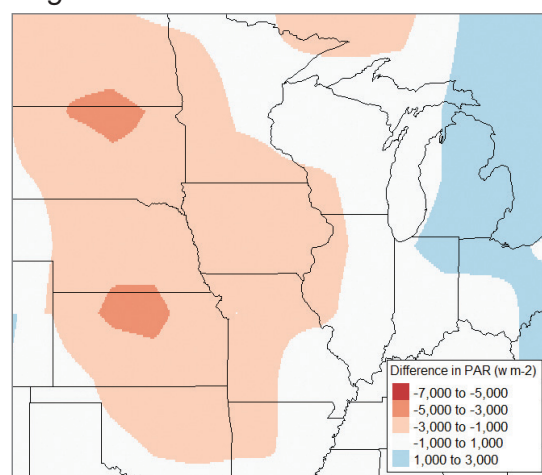 Difference in PAR (w m-2)
-7,000 to -5,000
-5,000 to -3,000
-3,000 to -1,000
-1,000 to 1,000
1,000 to 3,000